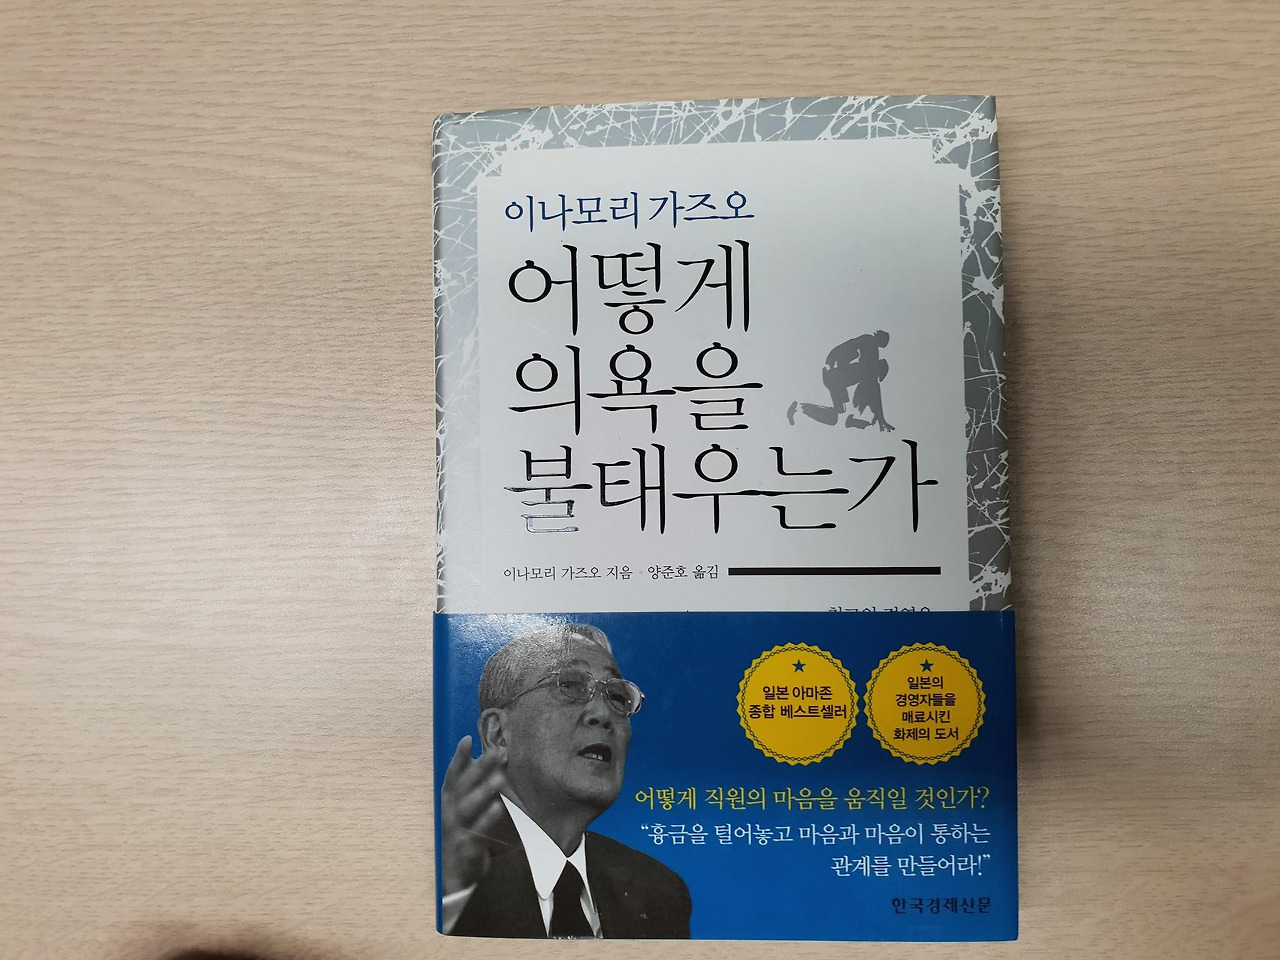 이나모리 가즈오
어떻게
의욕을
불태우는가
이나모리 가즈오 지음 · 양준호 옮김
일본 아마존
종합 베스트셀러
일본의
경영자들을
매료시킨
화제의 도서
어떻게 직원의 마음을 움직일 것인가?
“흉금을 털어놓고 마음과 마음이 통하는
관계를 만들어라!”
한국경제신문